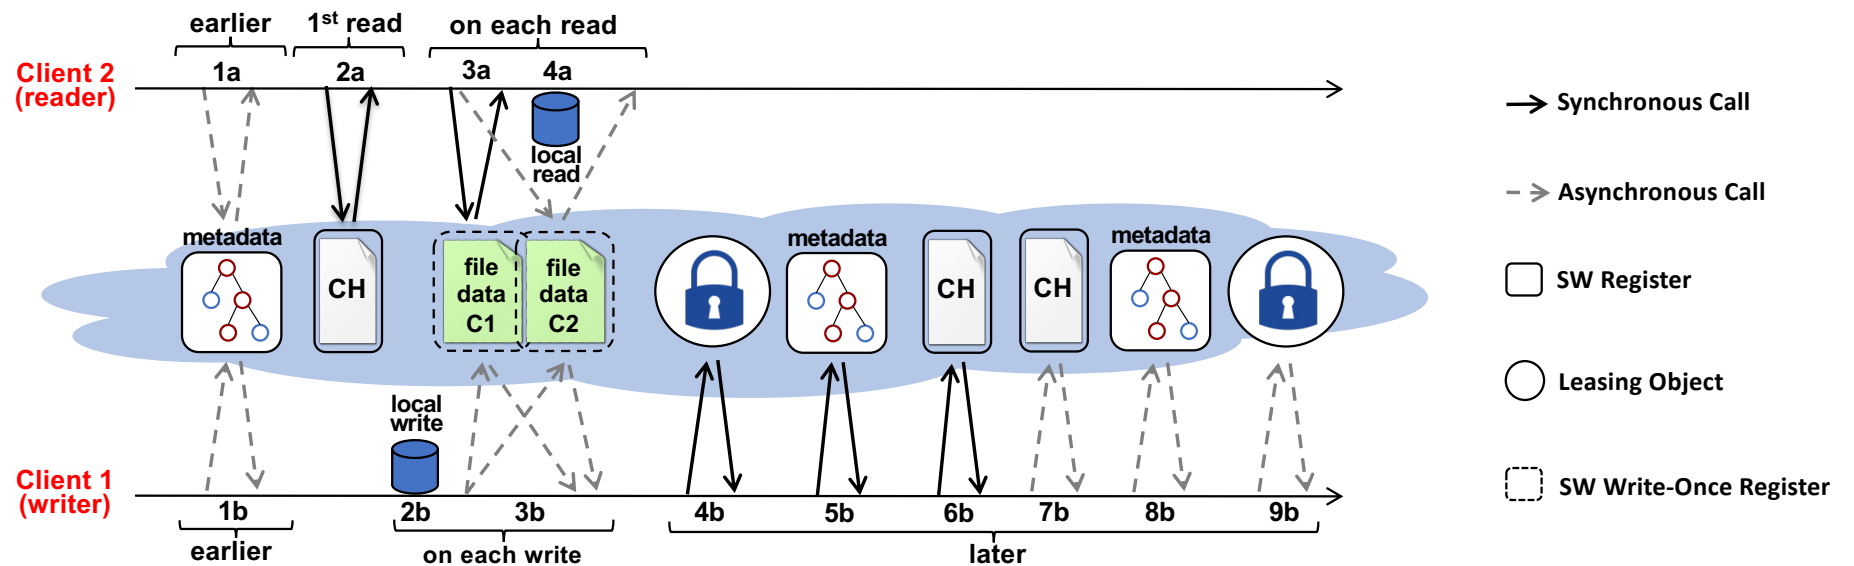 earlier
1st read
on each read
Client 2
(reader)
1a
2a
3a
4a
local
read
Synchronous Call
Asynchronous Call
SW Register
Leasing Object
SW Write-Once Register
metadata
CH
file
data
C1
file
data
C2
metadata
CH
CH
metadata
local
write
Client 1
(writer)
1b
2b
3b
4b
5b
6b
7b
8b
9b
earlier
on each write
later